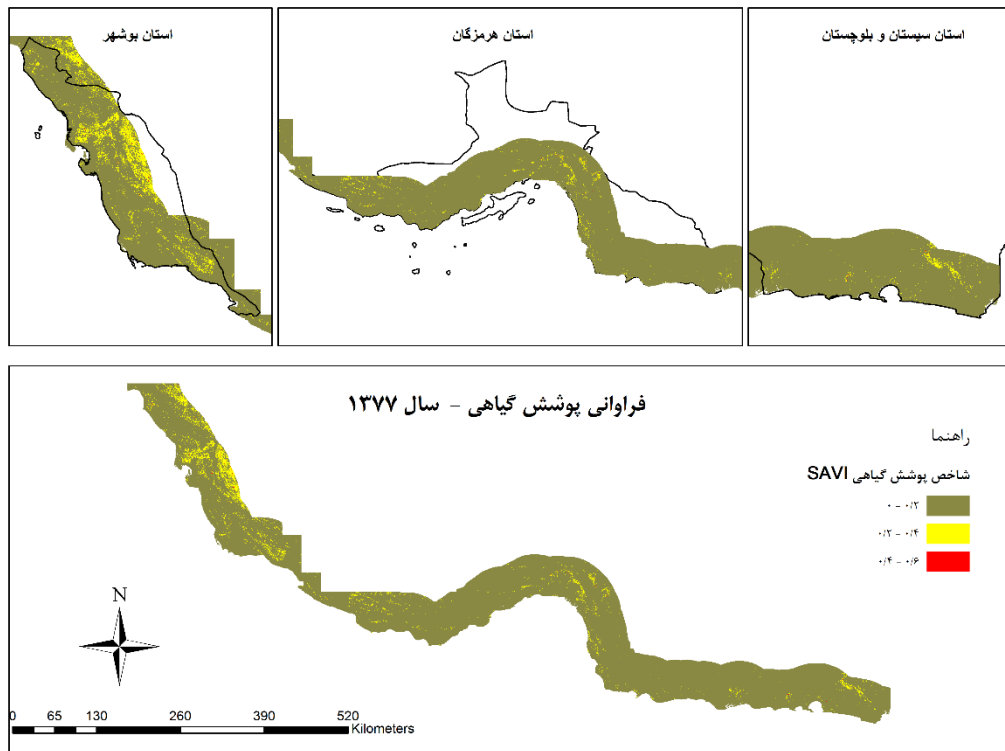 استان بوشهر
استان هرمزگان
استان سیستان و بلوچستان
فراوانی پوشش گیاهی - سال ۱۳۷۷
راهنما
شاخص پوشش گیاهی SAVI
۰ - ۰/۲
۰/۲ - ۰/۴
۰/۴ - ۰/۶
N
0 65 130 260 390 520
Kilometers